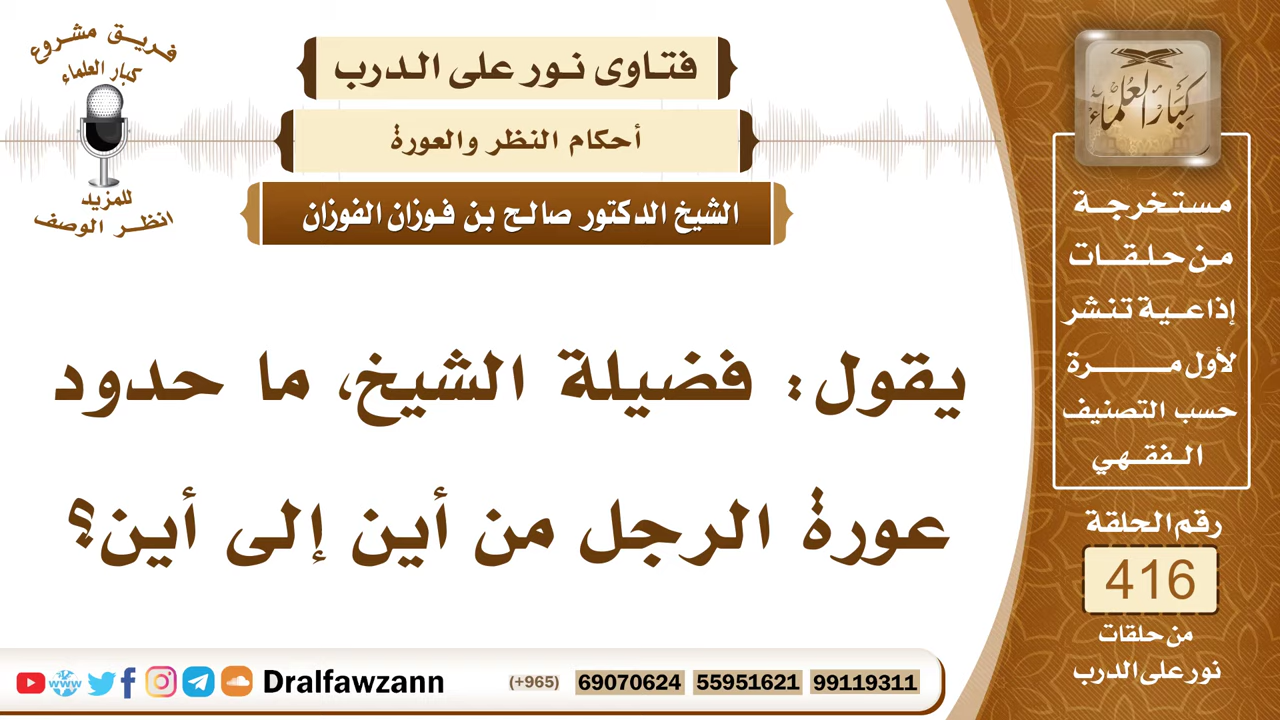 فريق مشروع
كبار العلماء
للمزيد
انظر الوصف
فتاوى نور على الدرب
أحكام النظر والعورة
الشيخ الدكتور صالح بن فوزان الفوزان
يقول: فضيلة الشيخ، ما حدود
عورة الرجل من أين إلى أين؟
كبار العلماء
مستخرجة
من حلقات
إذاعية تنشر
لأول مرة
حسب التصنيف
الفقهي
رقم الحلقة
416
من حلقات
نور على الدرب
www Dralfawzann (+965) 69070624 55951621 99119311